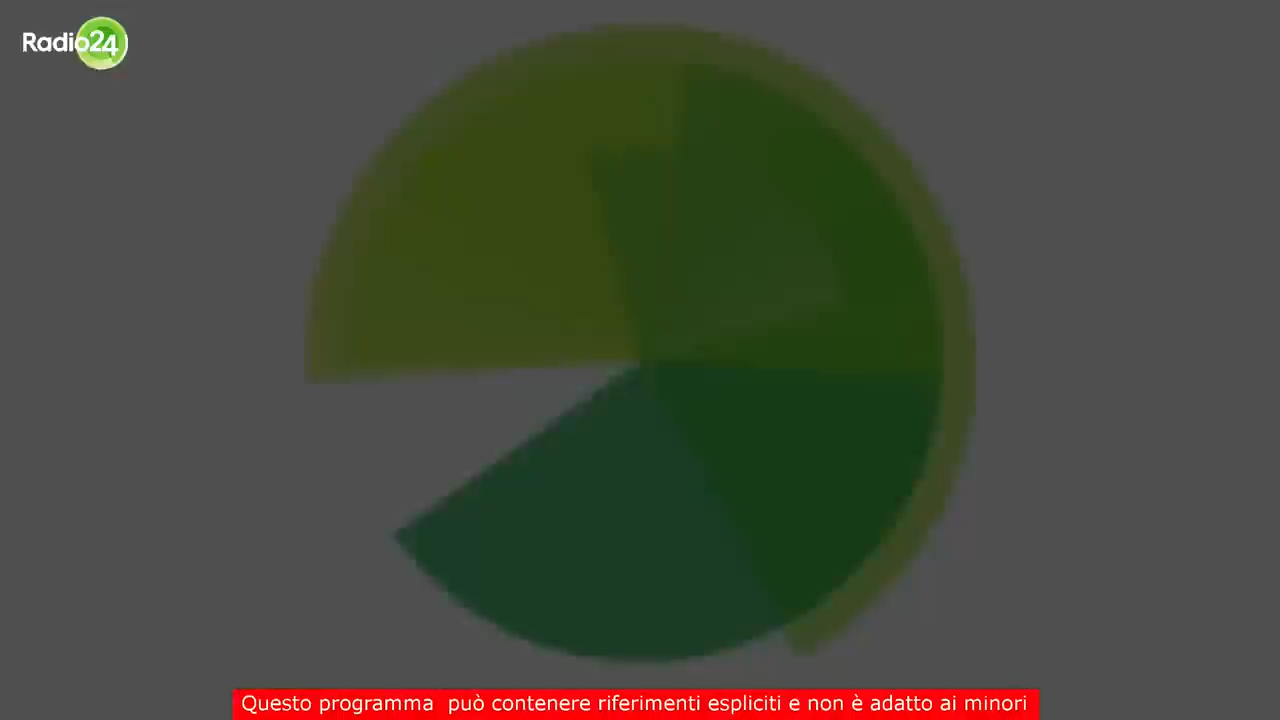 Radio24
Questo programma può contenere riferimenti espliciti e non è adatto ai minori